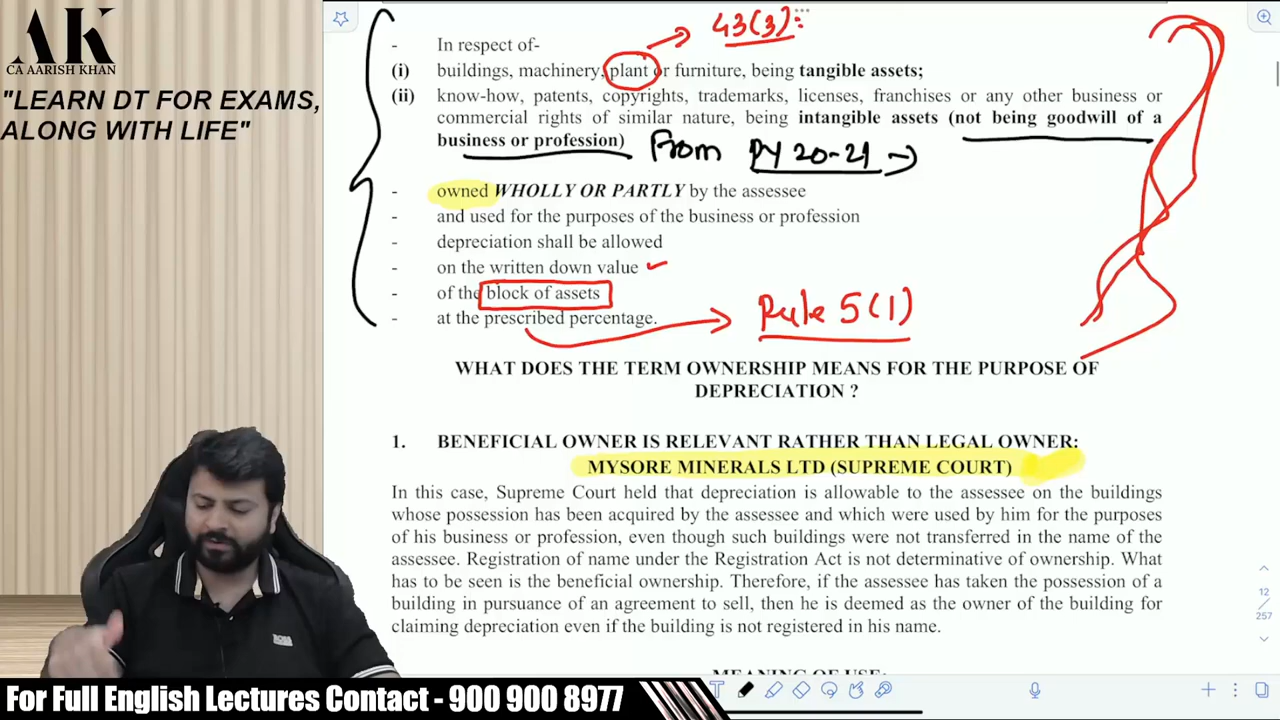 AK
CA AARISH KHAN
"LEARN DT FOR EXAMS,
ALONG WITH LIFE"
43(3):
- In respect of-
(i) buildings, machinery, plant or furniture, being tangible assets;
(ii) know-how, patents, copyrights, trademarks, licenses, franchises or any other business or
commercial rights of similar nature, being intangible assets (not being goodwill of a
business or profession) From PY 20-21 →
- owned WHOLLY OR PARTLY by the assessee
- and used for the purposes of the business or profession
- depreciation shall be allowed
- on the written down value
- of the block of assets
- at the prescribed percentage. Rule 5(1)
WHAT DOES THE TERM OWNERSHIP MEANS FOR THE PURPOSE OF
DEPRECIATION ?
1. BENEFICIAL OWNER IS RELEVANT RATHER THAN LEGAL OWNER:
MYSORE MINERALS LTD (SUPREME COURT)
In this case, Supreme Court held that depreciation is allowable to the assessee on the buildings
whose possession has been acquired by the assessee and which were used by him for the purposes
of his business or profession, even though such buildings were not transferred in the name of the
assessee. Registration of name under the Registration Act is not determinative of ownership. What
has to be seen is the beneficial ownership. Therefore, if the assessee has taken the possession of a
building in pursuance of an agreement to sell, then he is deemed as the owner of the building for
claiming depreciation even if the building is not registered in his name.
MEANING OF USE:
12
257
For Full English Lectures Contact - 900 900 8977